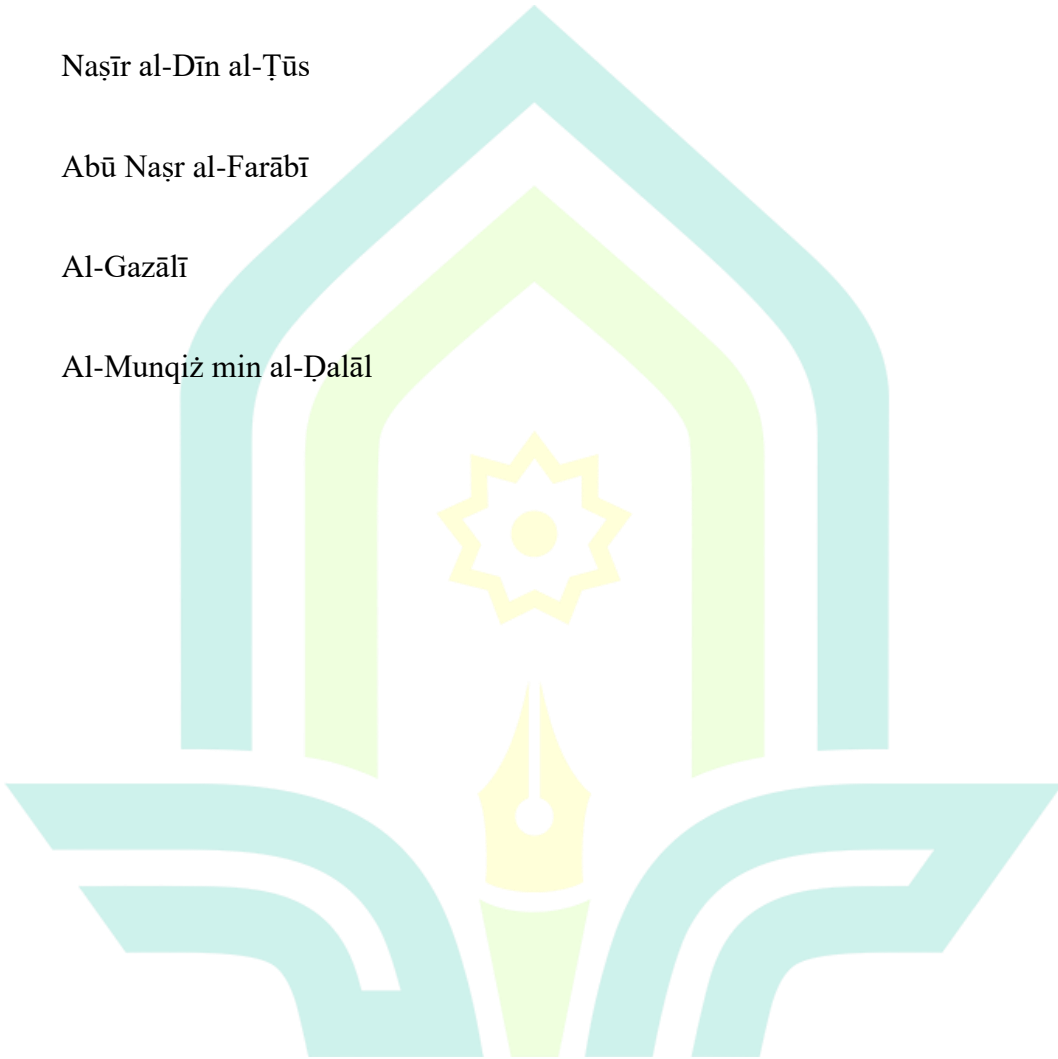 Naṣīr al-Dīn al-Ṭūs
Abū Naṣr al-Farābī
Al-Gazālī
Al-Munqiż min al-Ḍalāl